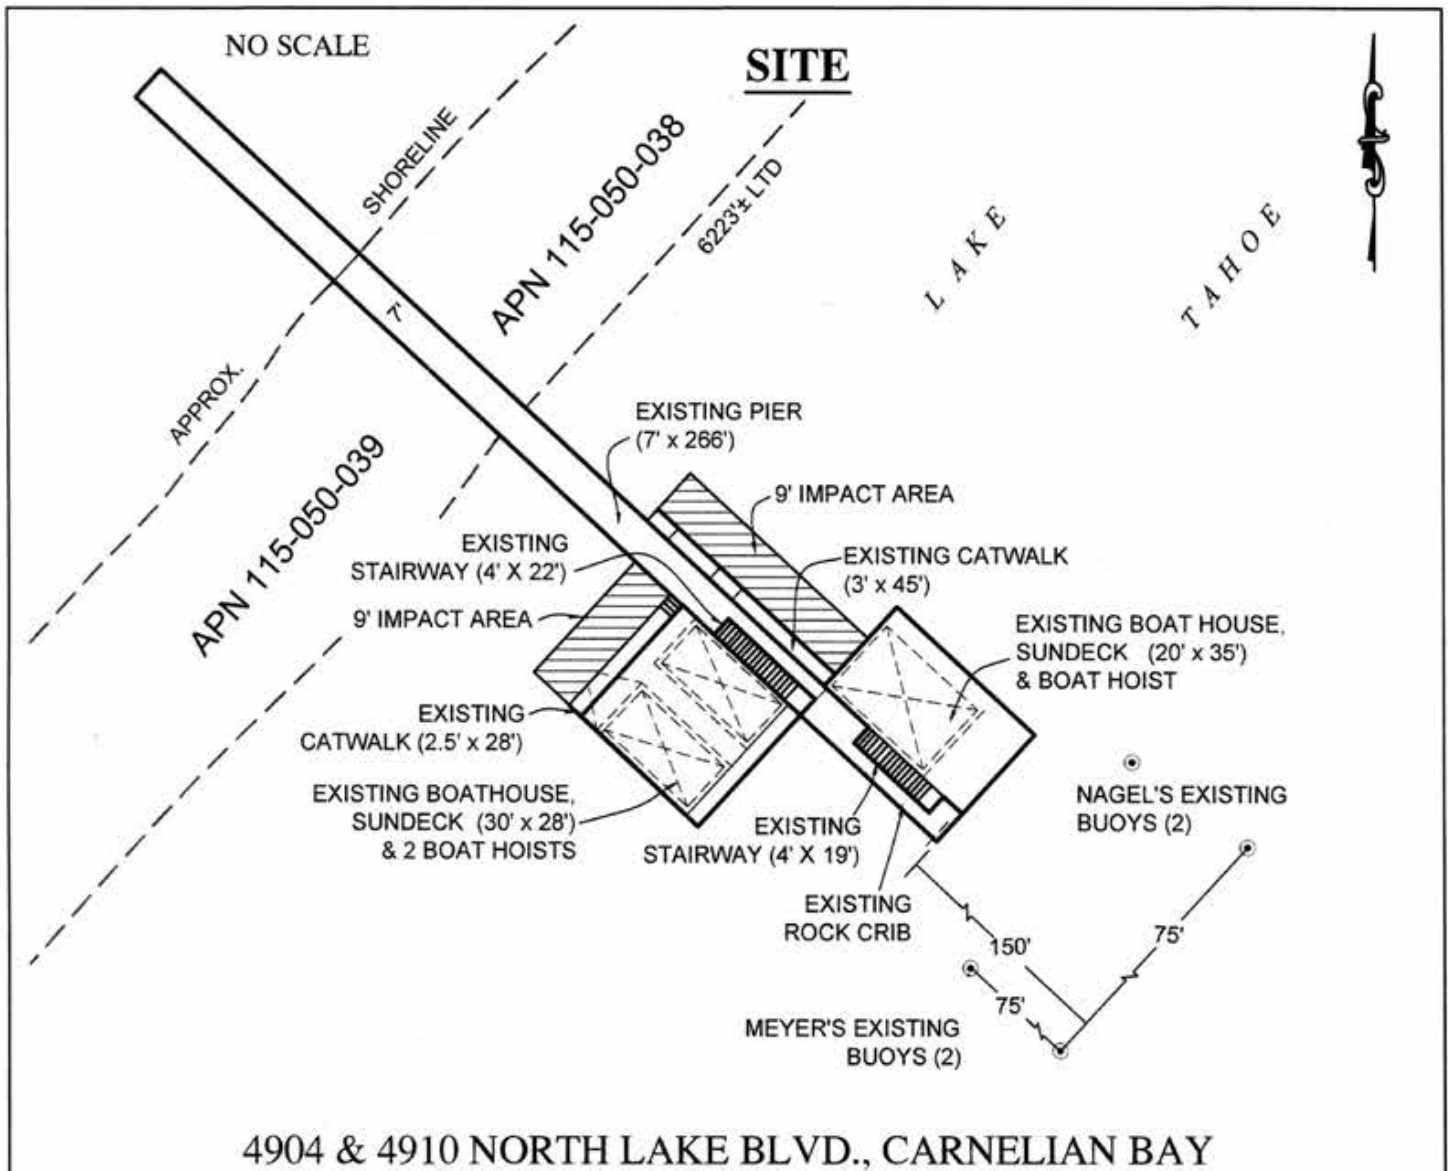 NO SCALE
SITE
SHORELINE
APN 115-050-038
6223'± LTD
LAKE
TAHOE
7'
APPROX.
APN 115-050-039
EXISTING PIER
(7' x 266')
9' IMPACT AREA
EXISTING
STAIRWAY (4' X 22')
EXISTING CATWALK
(3' x 45')
9' IMPACT AREA
EXISTING BOAT HOUSE,
SUNDECK (20' x 35')
& BOAT HOIST
EXISTING
CATWALK (2.5' x 28')
EXISTING BOATHOUSE,
SUNDECK (30' x 28')
& 2 BOAT HOISTS
EXISTING
STAIRWAY (4' X 19')
NAGEL'S EXISTING
BUOYS (2)
EXISTING
ROCK CRIB
150'
75'
75'
MEYER'S EXISTING
BUOYS (2)
4904 & 4910 NORTH LAKE BLVD., CARNELIAN BAY